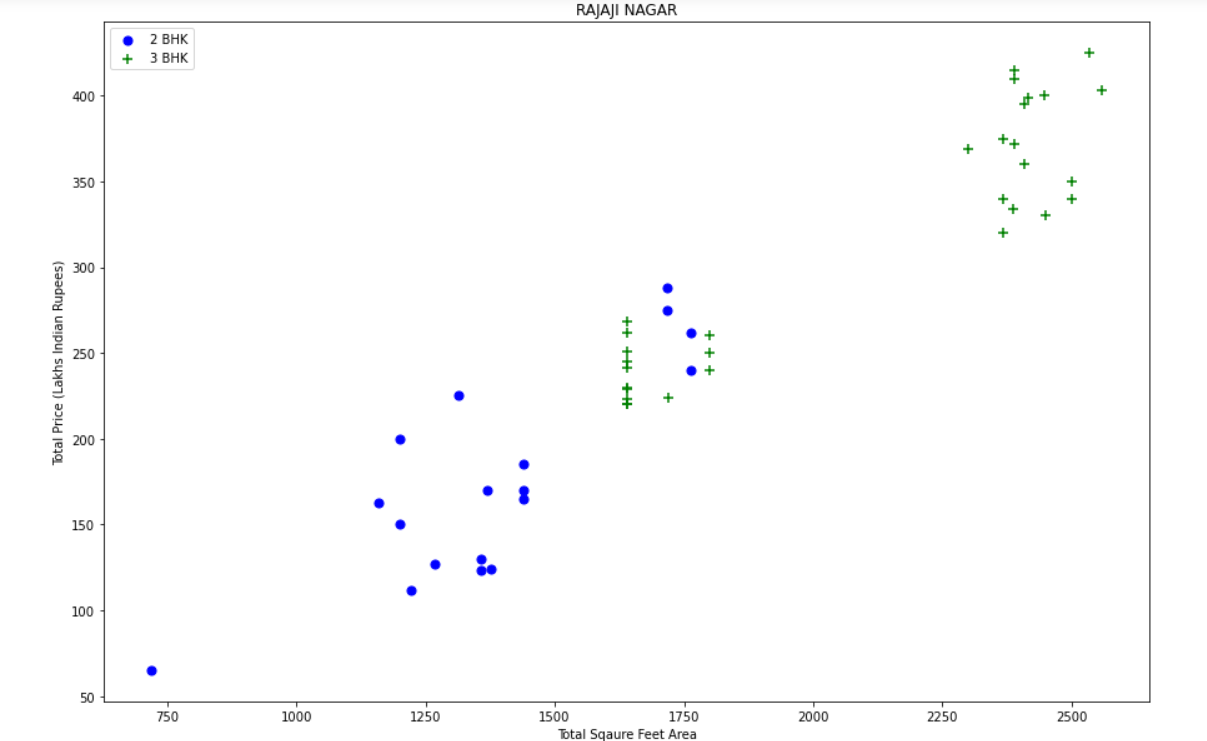 RAJAJI NAGAR
2 BHK
3 BHK
Total Price (Lakhs Indian Rupees)
400
350
300
250
200
150
100
50
750 1000 1250 1500 1750 2000 2250 2500
Total Sqaure Feet Area